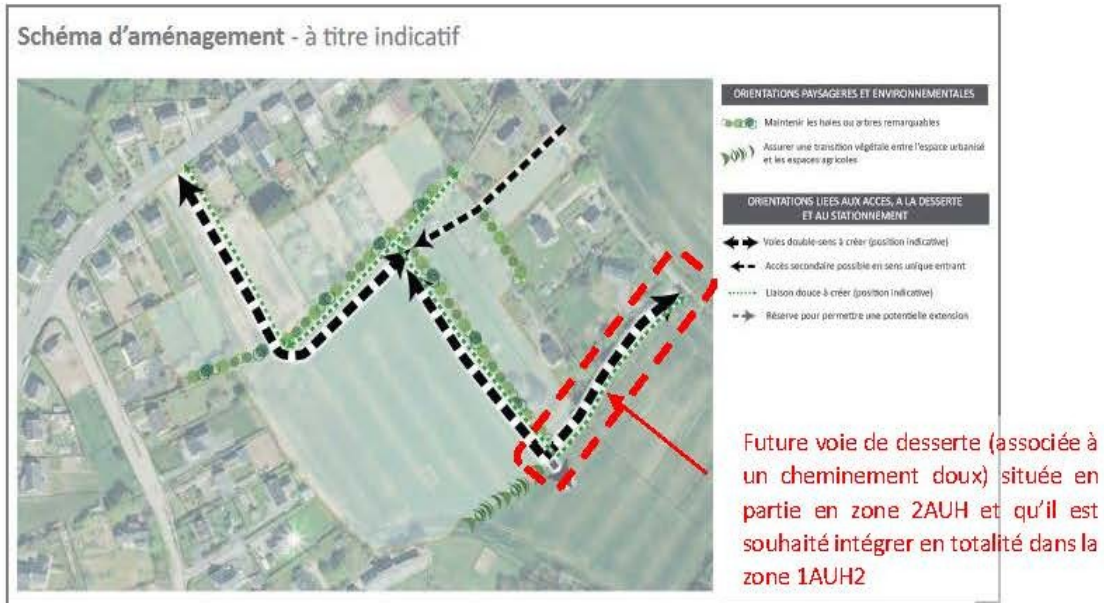 Schéma d'aménagement - à titre indicatif
ORIENTATIONS PAYSAGERES ET ENVIRONNEMENTALES
Maintenir les haies ou arbres remarquables
Assurer une transition végétale entre l'espace urbanisé
et les espaces agricoles
ORIENTATIONS LIEES AUX ACCES, A LA DESSERTE
ET AU STATIONNEMENT
Voies double-sens à créer (position indicative)
Accès secondaire possible en sens unique entrant
Liaison douce à créer (position indicative)
Réserve pour permettre une potentielle extension
Future voie de desserte (associée à
un cheminement doux) située en
partie en zone 2AUH et qu'il est
souhaité intégrer en totalité dans la
zone 1AUH2